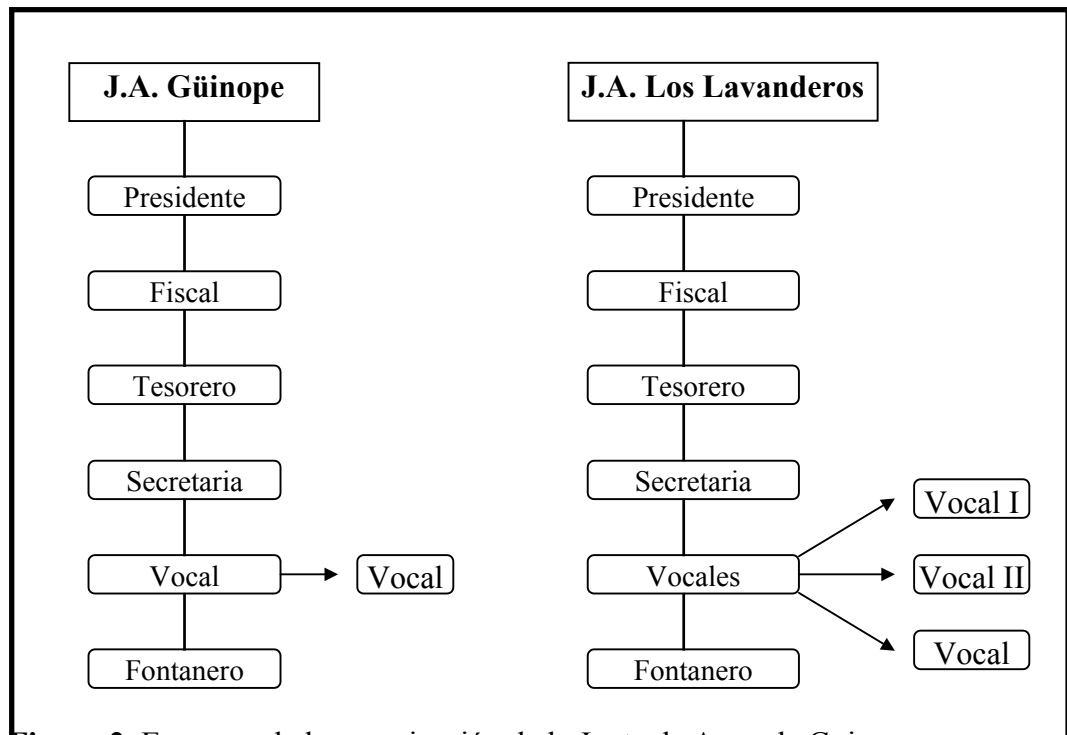 J.A. Güinope
Presidente
Fiscal
Tesorero
Secretaria
Vocal
Vocal
Fontanero
J.A. Los Lavanderos
Presidente
Fiscal
Tesorero
Secretaria
Vocales
Vocal I
Vocal II
Vocal
Fontanero